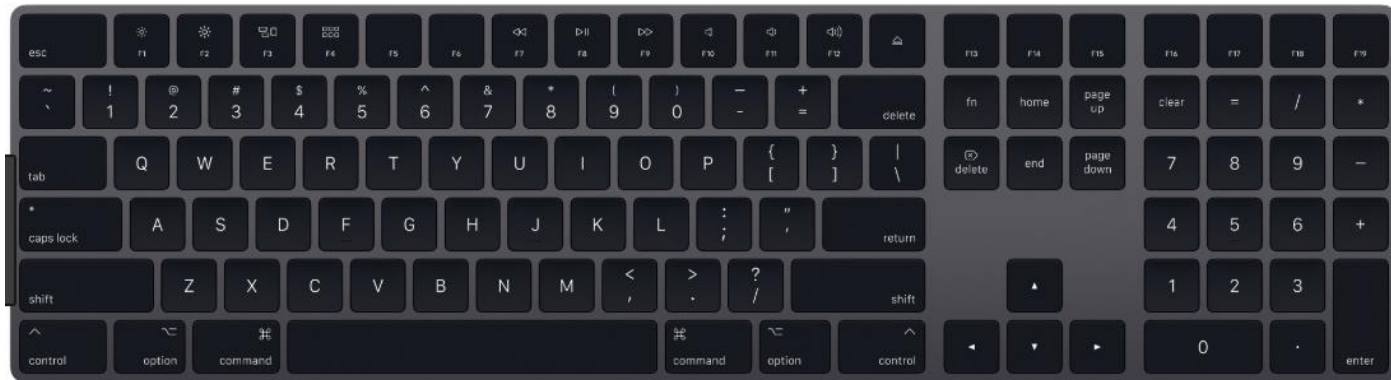 esc F1 F2 F3 F4 F5 F6 F7 F8 F9 F10 F11 F12 F13 F14 F15 F16 F17 F18 F19
~ ! @ # $ % ^ & * ( ) — +
` 1 2 3 4 5 6 7 8 9 0 - = delete fn home page up clear = / *
tab Q W E R T Y U I O P { [ } ] | \ delete end page down 7 8 9 −
caps lock A S D F G H J K L : ; " ' return 4 5 6 +
shift Z X C V B N M < , > . ? / shift 1 2 3
control option command command option control 0 . enter